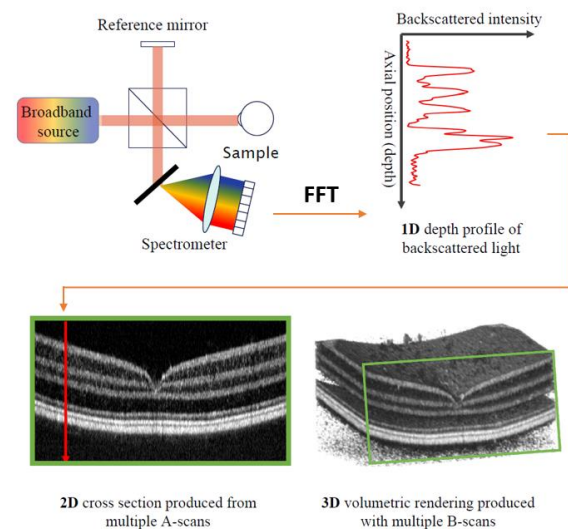 Reference mirror
Backscattered intensity
Broadband
source
Axial position (depth)
Sample
FFT
Spectrometer
1D depth profile of
backscattered light
2D cross section produced from
multiple A-scans
3D volumetric rendering produced
with multiple B-scans